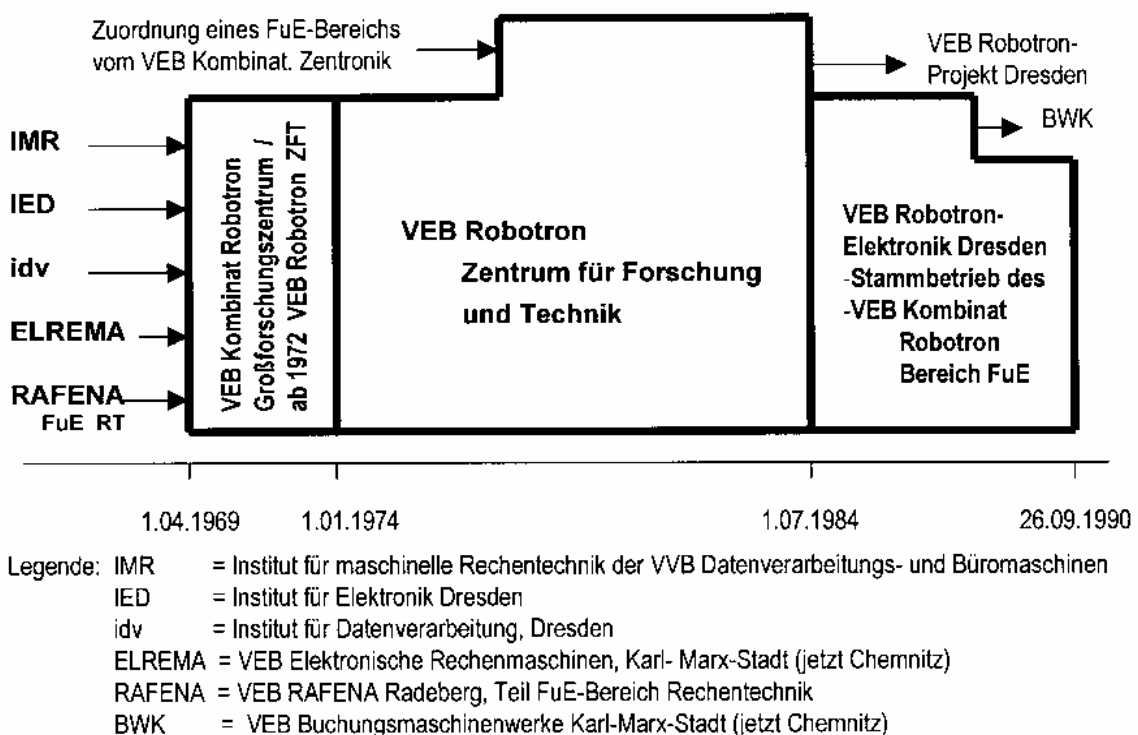 Zuordnung eines FuE-Bereichs
vom VEB Kombinat. Zentronik
VEB Robotron-
Projekt Dresden
BWK
IMR
IED
idv
ELREMA
RAFENA
FuE RT
VEB Kombinat Robotron
Großforschungszentrum /
ab 1972 VEB Robotron ZFT
VEB Robotron
Zentrum für Forschung
und Technik
VEB Robotron-
Elektronik Dresden
-Stammbetrieb des
-VEB Kombinat
Robotron
Bereich FuE
1.04.1969
1.01.1974
1.07.1984
26.09.1990
Legende: IMR = Institut für maschinelle Rechentechnik der VVB Datenverarbeitungs- und Büromaschinen
IED = Institut für Elektronik Dresden
idv = Institut für Datenverarbeitung, Dresden
ELREMA = VEB Elektronische Rechenmaschinen, Karl- Marx-Stadt (jetzt Chemnitz)
RAFENA = VEB RAFENA Radeberg, Teil FuE-Bereich Rechentechnik
BWK = VEB Buchungsmaschinenwerke Karl-Marx-Stadt (jetzt Chemnitz)